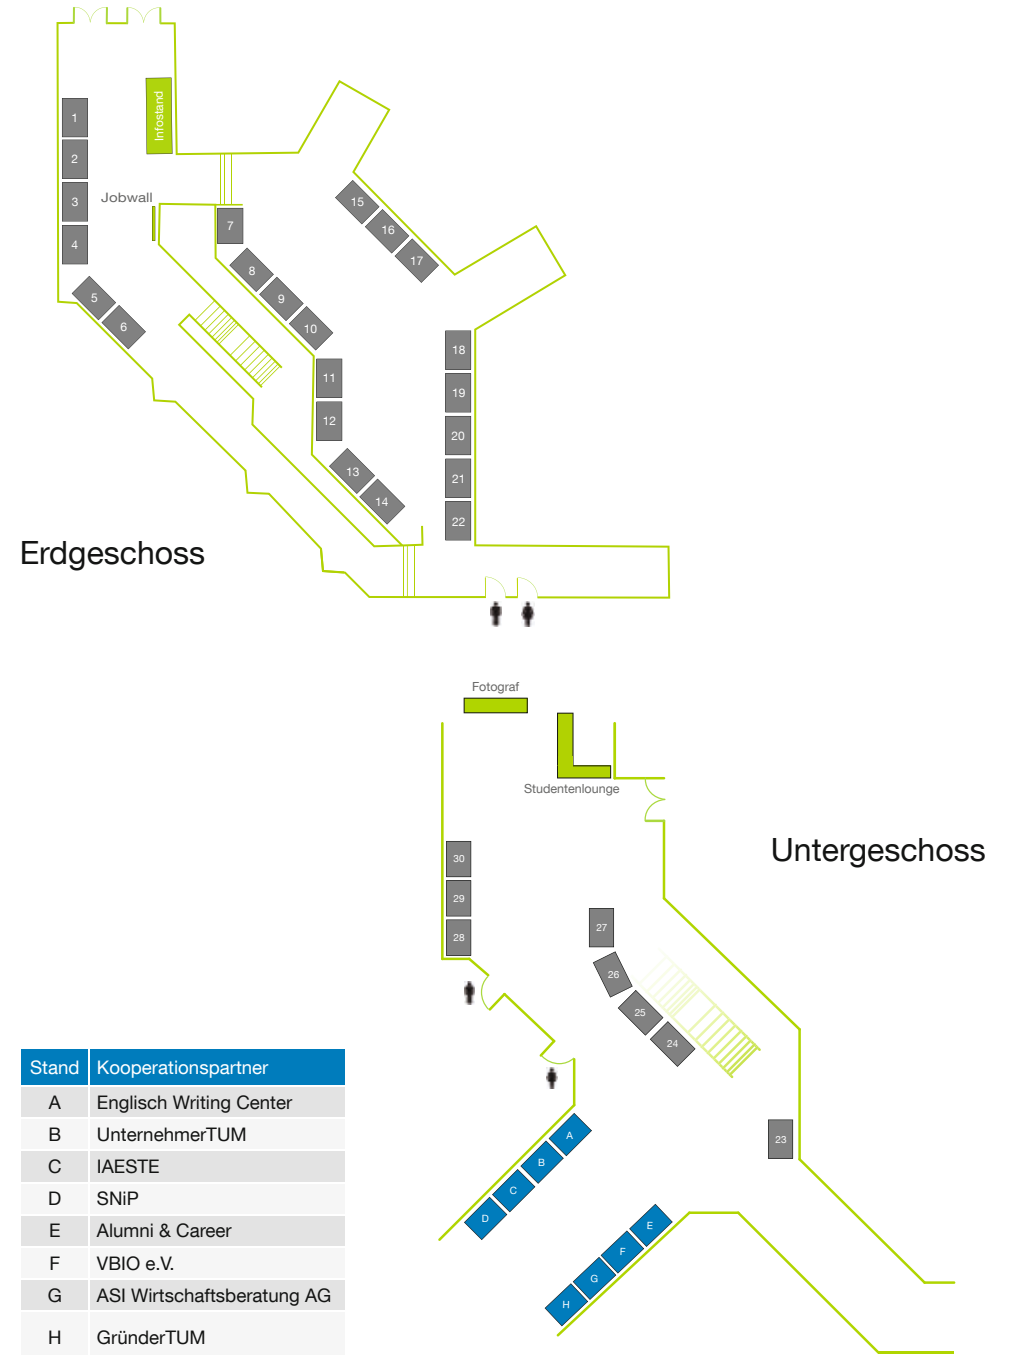 Infostand
1
2
3
Jobwall
4
5
6
7
8
9
10
11
12
13
14
15
16
17
18
19
20
21
22
Erdgeschoss
Fotograf
Studentenlounge
Untergeschoss
30
29
28
27
26
25
24
23
A
B
C
D
E
F
G
H
Stand Kooperationspartner
A Englisch Writing Center
B UnternehmerTUM
C IAESTE
D SNiP
E Alumni & Career
F VBIO e.V.
G ASI Wirtschaftsberatung AG
H GründerTUM